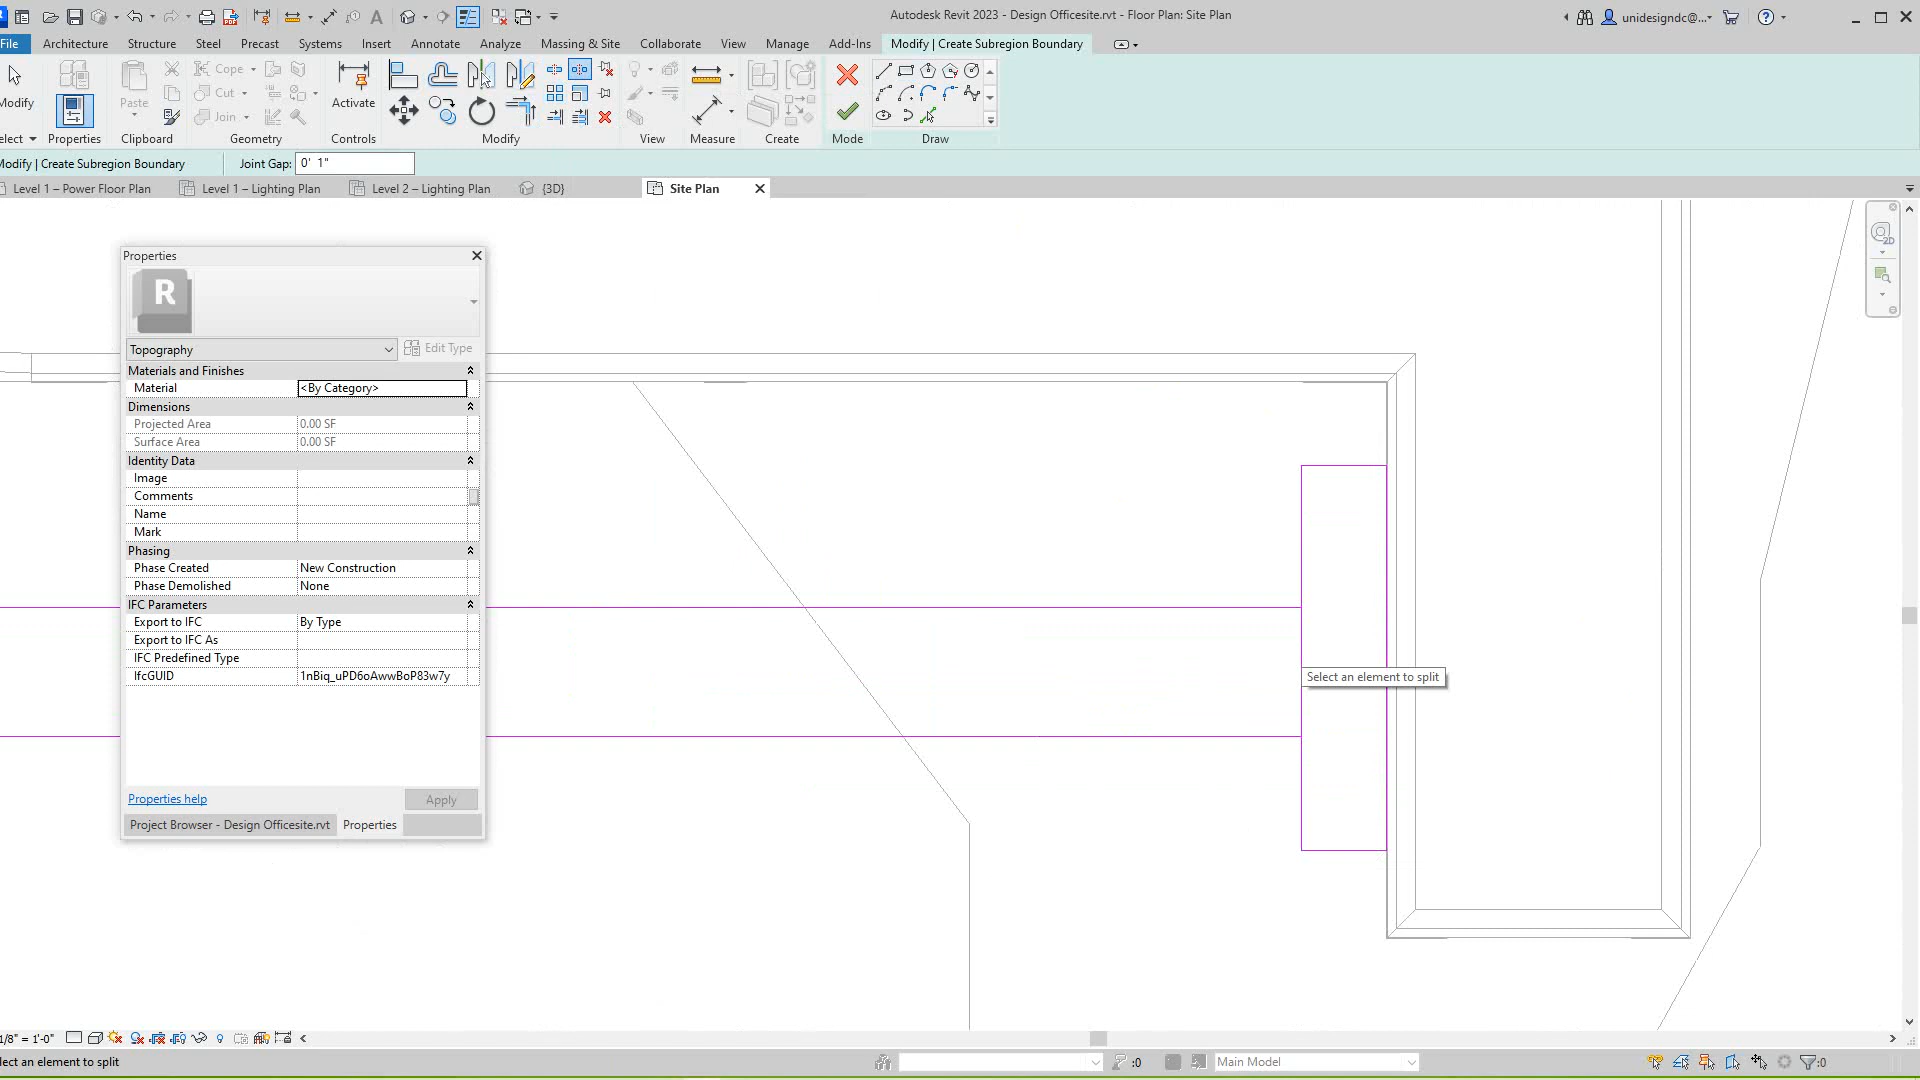 Autodesk Revit 2023 - Design Officesite.rvt - Floor Plan: Site Plan
unidesigndc@...
File
Architecture
Structure
Steel
Precast
Systems
Insert
Annotate
Analyze
Massing & Site
Collaborate
View
Manage
Add-Ins
Modify | Create Subregion Boundary
Modify
Paste
Cope
Cut
Join
Activate
elect
Properties
Clipboard
Geometry
Controls
Modify
View
Measure
Create
Mode
Draw
Modify | Create Subregion Boundary
Joint Gap:
0' 1"
Level 1 – Power Floor Plan
Level 1 – Lighting Plan
Level 2 – Lighting Plan
{3D}
Site Plan
2D
Properties
R
Topography
Edit Type
Materials and Finishes
Material
<By Category>
Dimensions
Projected Area
0.00 SF
Surface Area
0.00 SF
Identity Data
Image
Comments
Name
Mark
Phasing
Phase Created
New Construction
Phase Demolished
None
IFC Parameters
Export to IFC
By Type
Export to IFC As
IFC Predefined Type
IfcGUID
1nBiq_uPD6oAwwBoP83w7y
Properties help
Apply
Project Browser - Design Officesite.rvt
Properties
Select an element to split
1/8" = 1'-0"
lect an element to split
:0
Main Model
:0